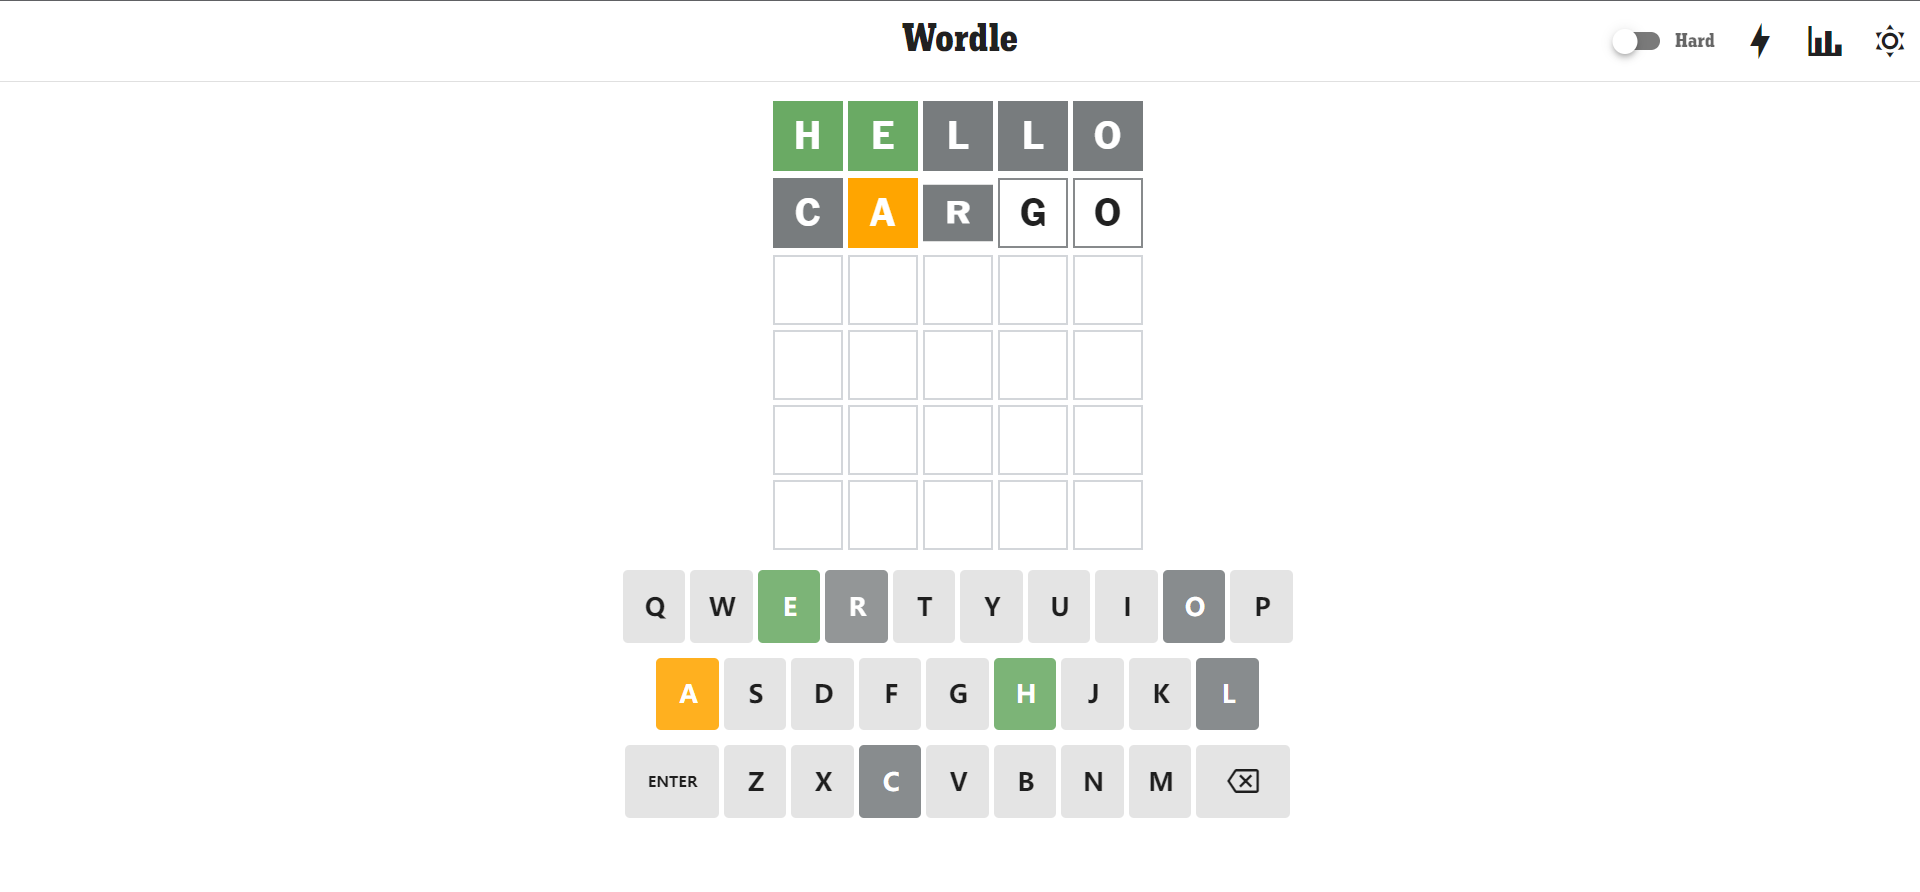 Wordle
Hard
H E L L O
C A R G O
Q W E R T Y U I O P
A S D F G H J K L
ENTER Z X C V B N M